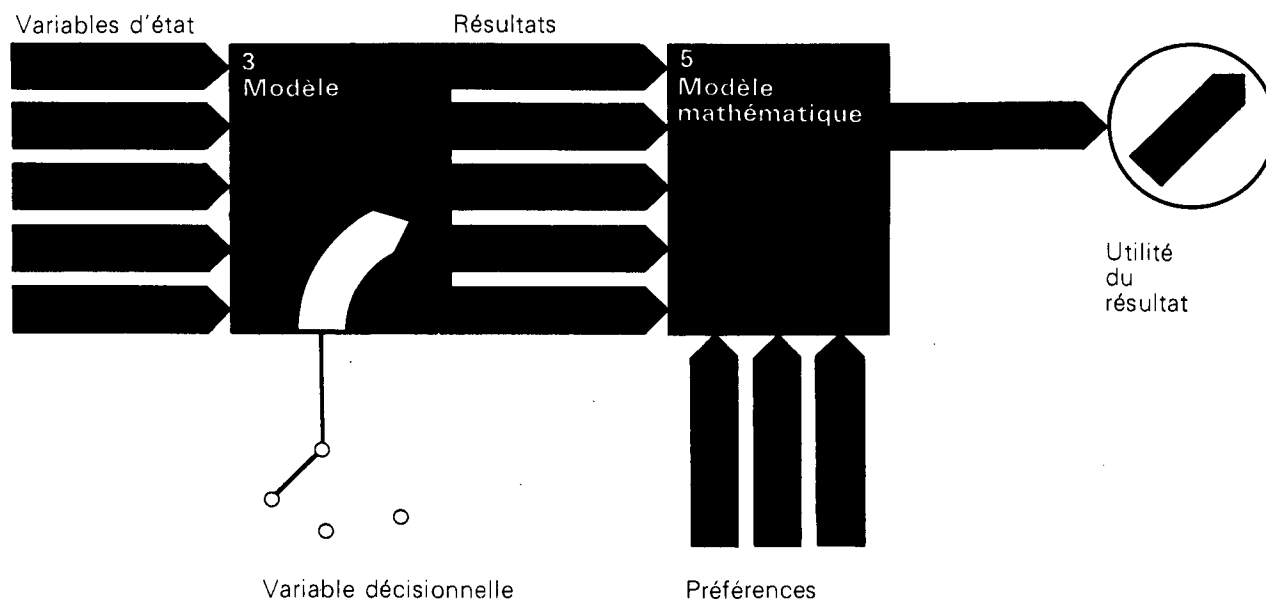 Variables d'état
Résultats
3
Modèle
5
Modèle
mathématique
Utilité
du
résultat
Variable décisionnelle
Préférences